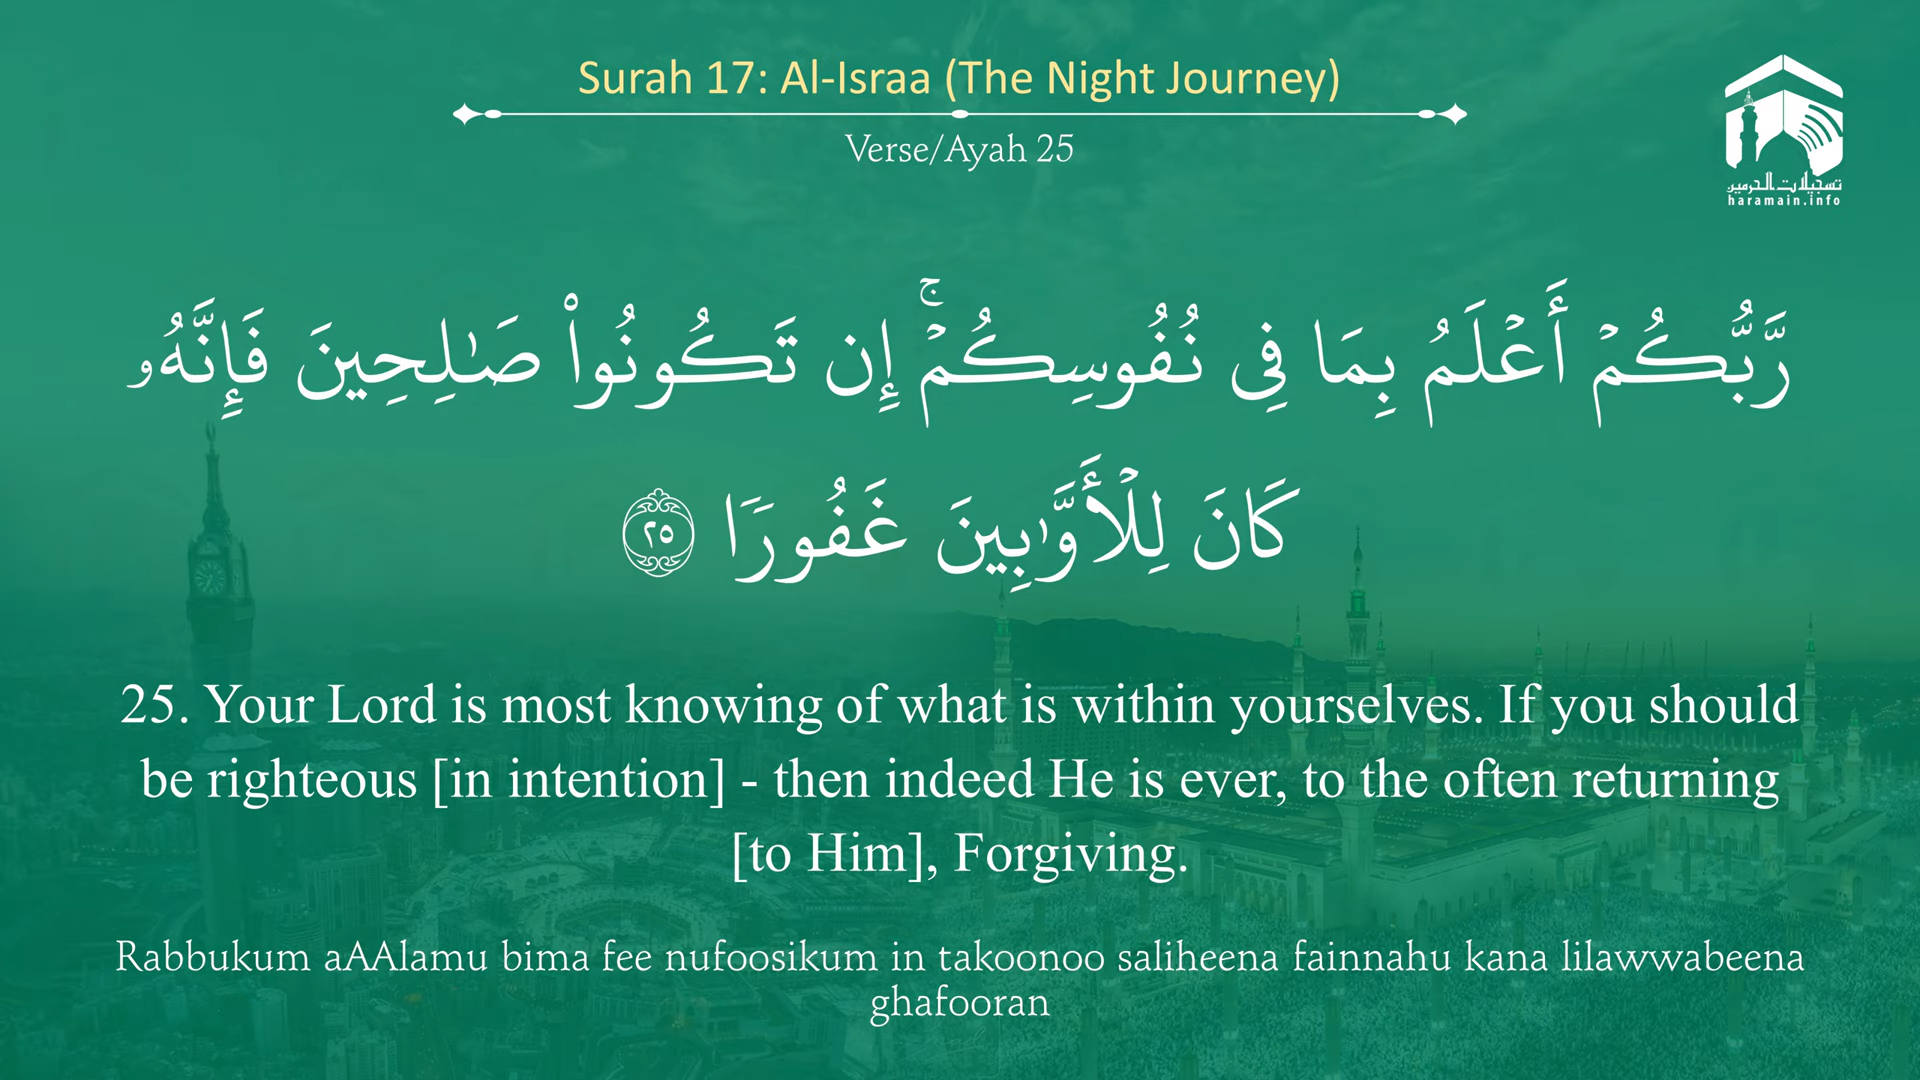 Surah 17: Al-Israa (The Night Journey)
Verse/Ayah 25
تسجيلات الحرمين
haramain.info
رَّبُّكُمۡ أَعۡلَمُ بِمَا فِي نُفُوسِكُمۡۚ إِن تَكُونُواْ صَٰلِحِينَ فَإِنَّهُۥ
كَانَ لِلۡأَوَّٰبِينَ غَفُورٗا ٢٥
25. Your Lord is most knowing of what is within yourselves. If you should
be righteous [in intention] - then indeed He is ever, to the often returning
[to Him], Forgiving.
Rabbukum aAAlamu bima fee nufoosikum in takoonoo saliheena fainnahu kana lilawwabeena
ghafooran